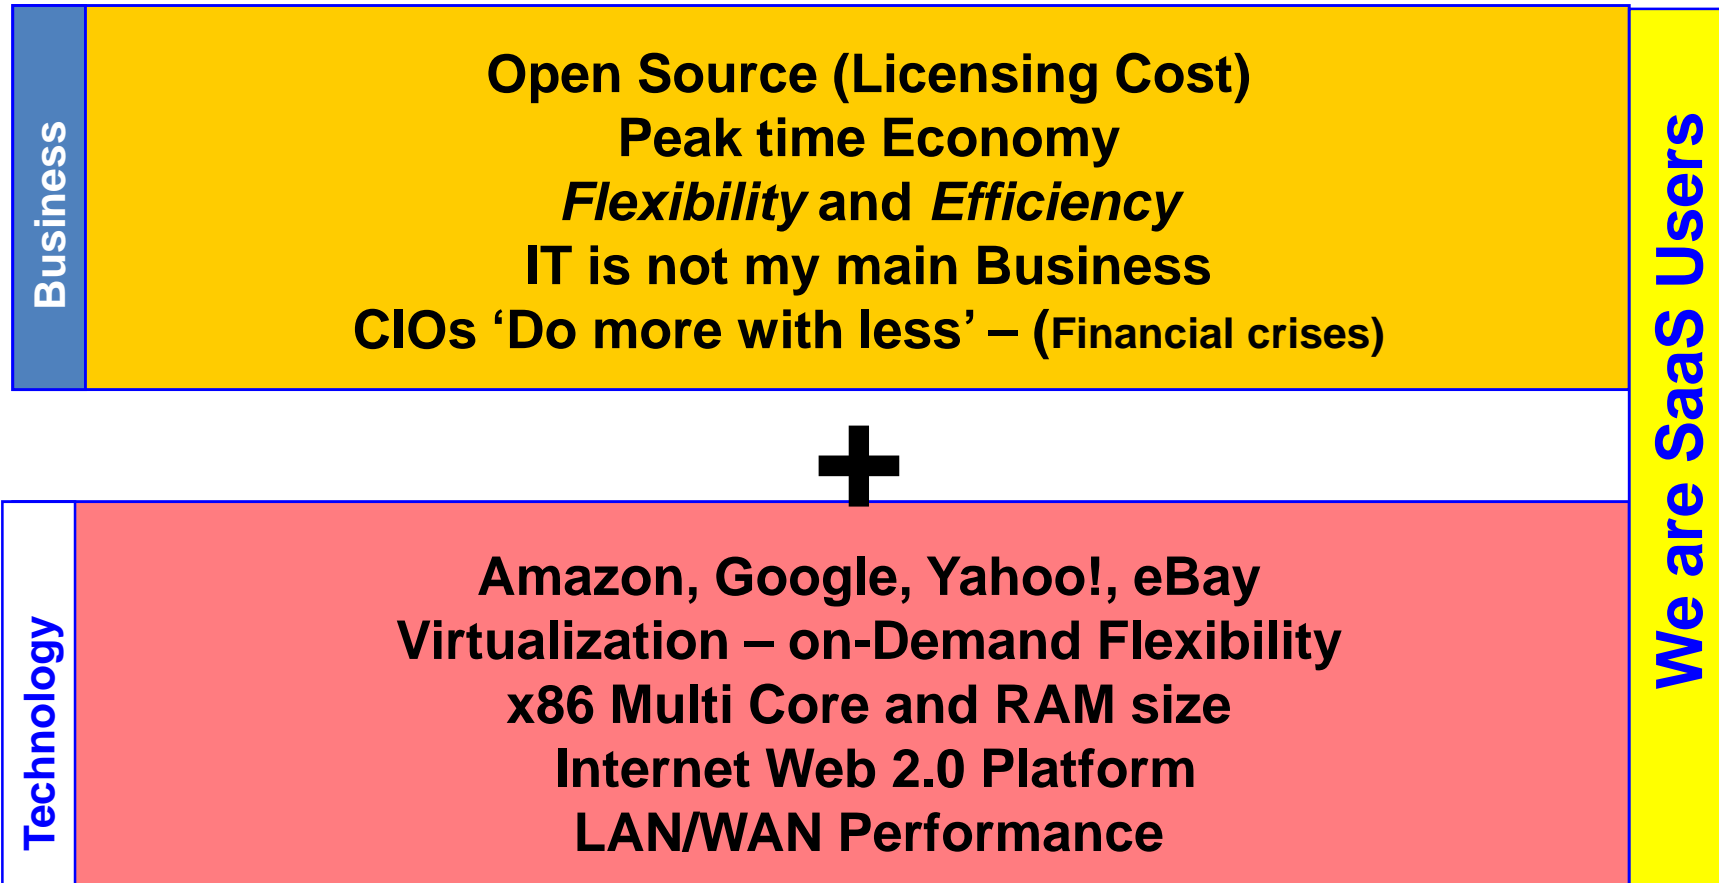 Business
Open Source (Licensing Cost)
Peak time Economy
Flexibility and Efficiency
IT is not my main Business
CIOs ‘Do more with less’ – (Financial crises)
+
Technology
Amazon, Google, Yahoo!, eBay
Virtualization – on-Demand Flexibility
x86 Multi Core and RAM size
Internet Web 2.0 Platform
LAN/WAN Performance
We are SaaS Users